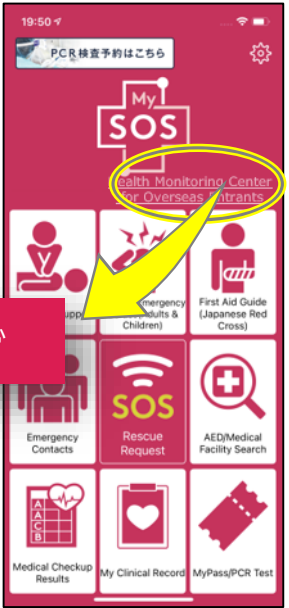 19:50
PCR検査予約はこちら
My
SOS
ealth Monitoring Center
for Overseas Entrants
mergency
First Aid Guide
dults &
(Japanese Red
Children)
Cross)
SOS
Emergency
Contacts
Rescue
Request
AED/Medical
Facility Search
A
A
C
B
Medical Checkup
Results
My Clinical Record
MyPass/PCR Test